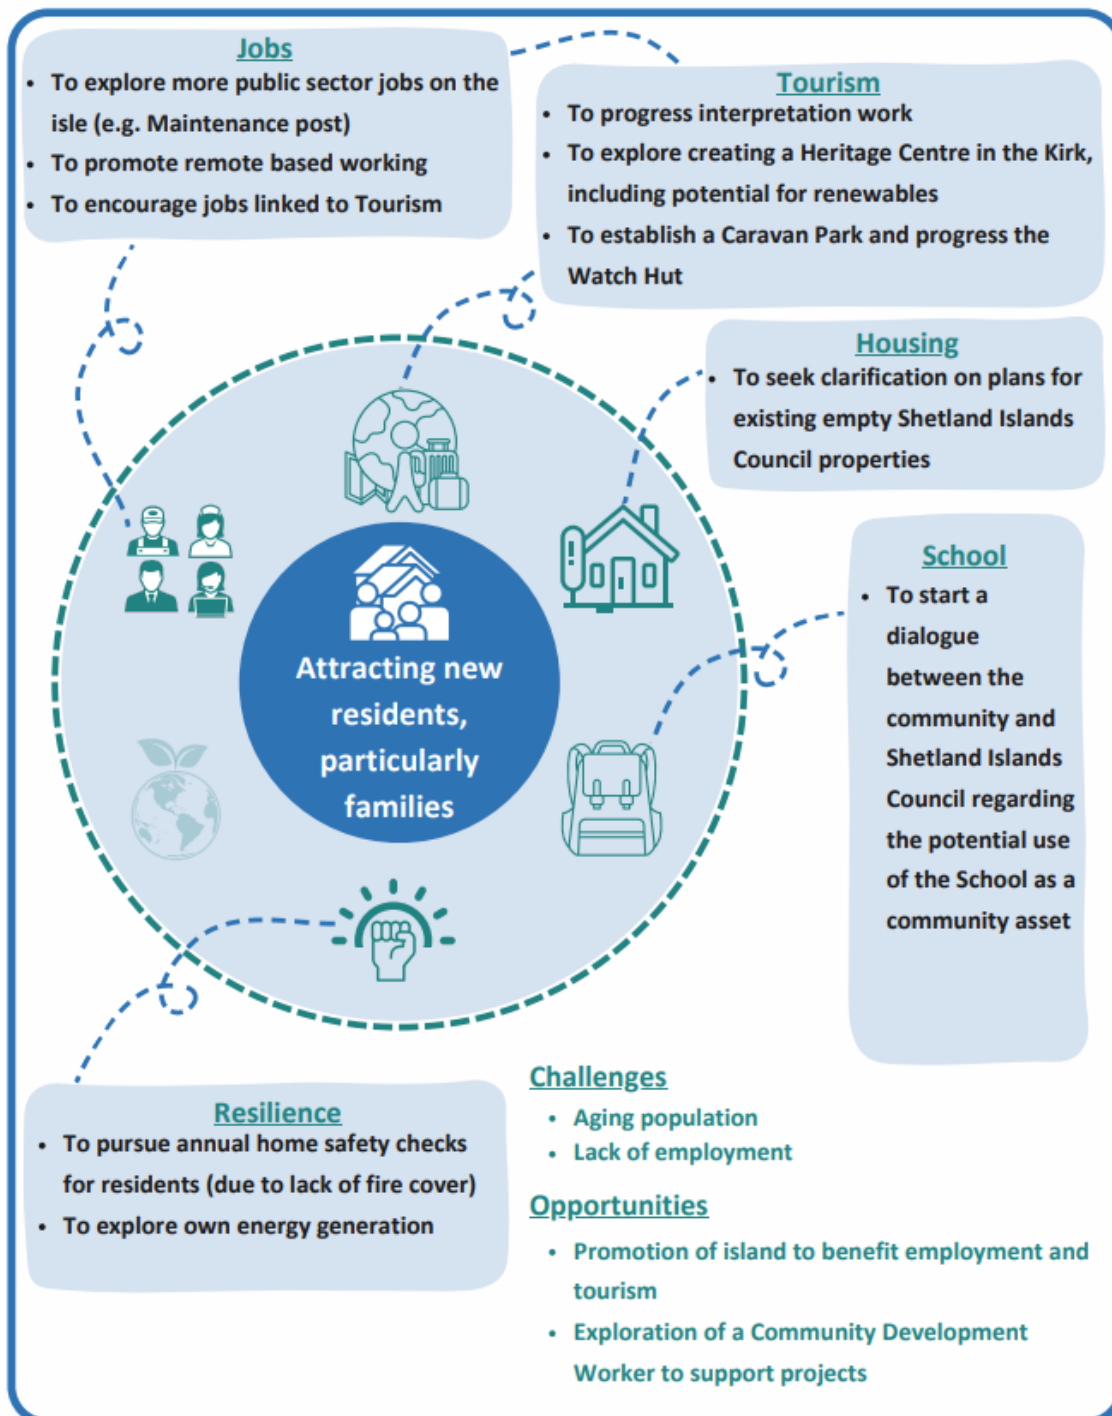 Jobs
• To explore more public sector jobs on the
isle (e.g. Maintenance post)
• To promote remote based working
• To encourage jobs linked to Tourism
Tourism
• To progress interpretation work
• To explore creating a Heritage Centre in the Kirk,
including potential for renewables
• To establish a Caravan Park and progress the
Watch Hut
Housing
• To seek clarification on plans for
existing empty Shetland Islands
Council properties
School
• To start a
dialogue
between the
community and
Shetland Islands
Council regarding
the potential use
of the School as a
community asset
Attracting new
residents,
particularly
families
Resilience
• To pursue annual home safety checks
for residents (due to lack of fire cover)
• To explore own energy generation
Challenges
• Aging population
• Lack of employment
Opportunities
• Promotion of island to benefit employment and
tourism
• Exploration of a Community Development
Worker to support projects